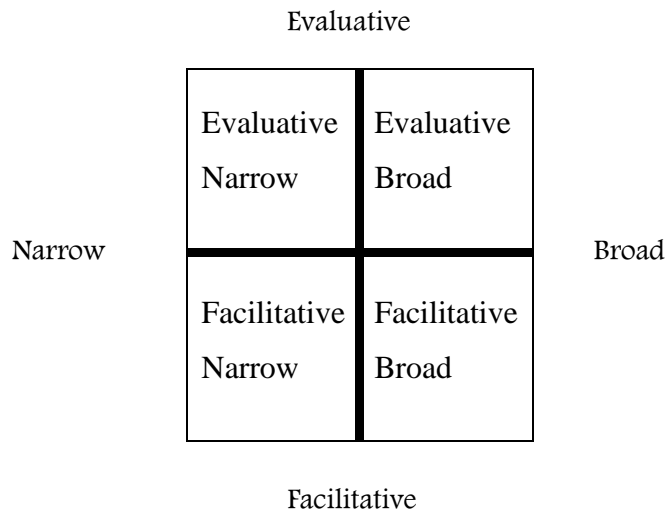 Evaluative
Evaluative
Narrow
Evaluative
Broad
Narrow
Broad
Facilitative
Narrow
Facilitative
Broad
Facilitative